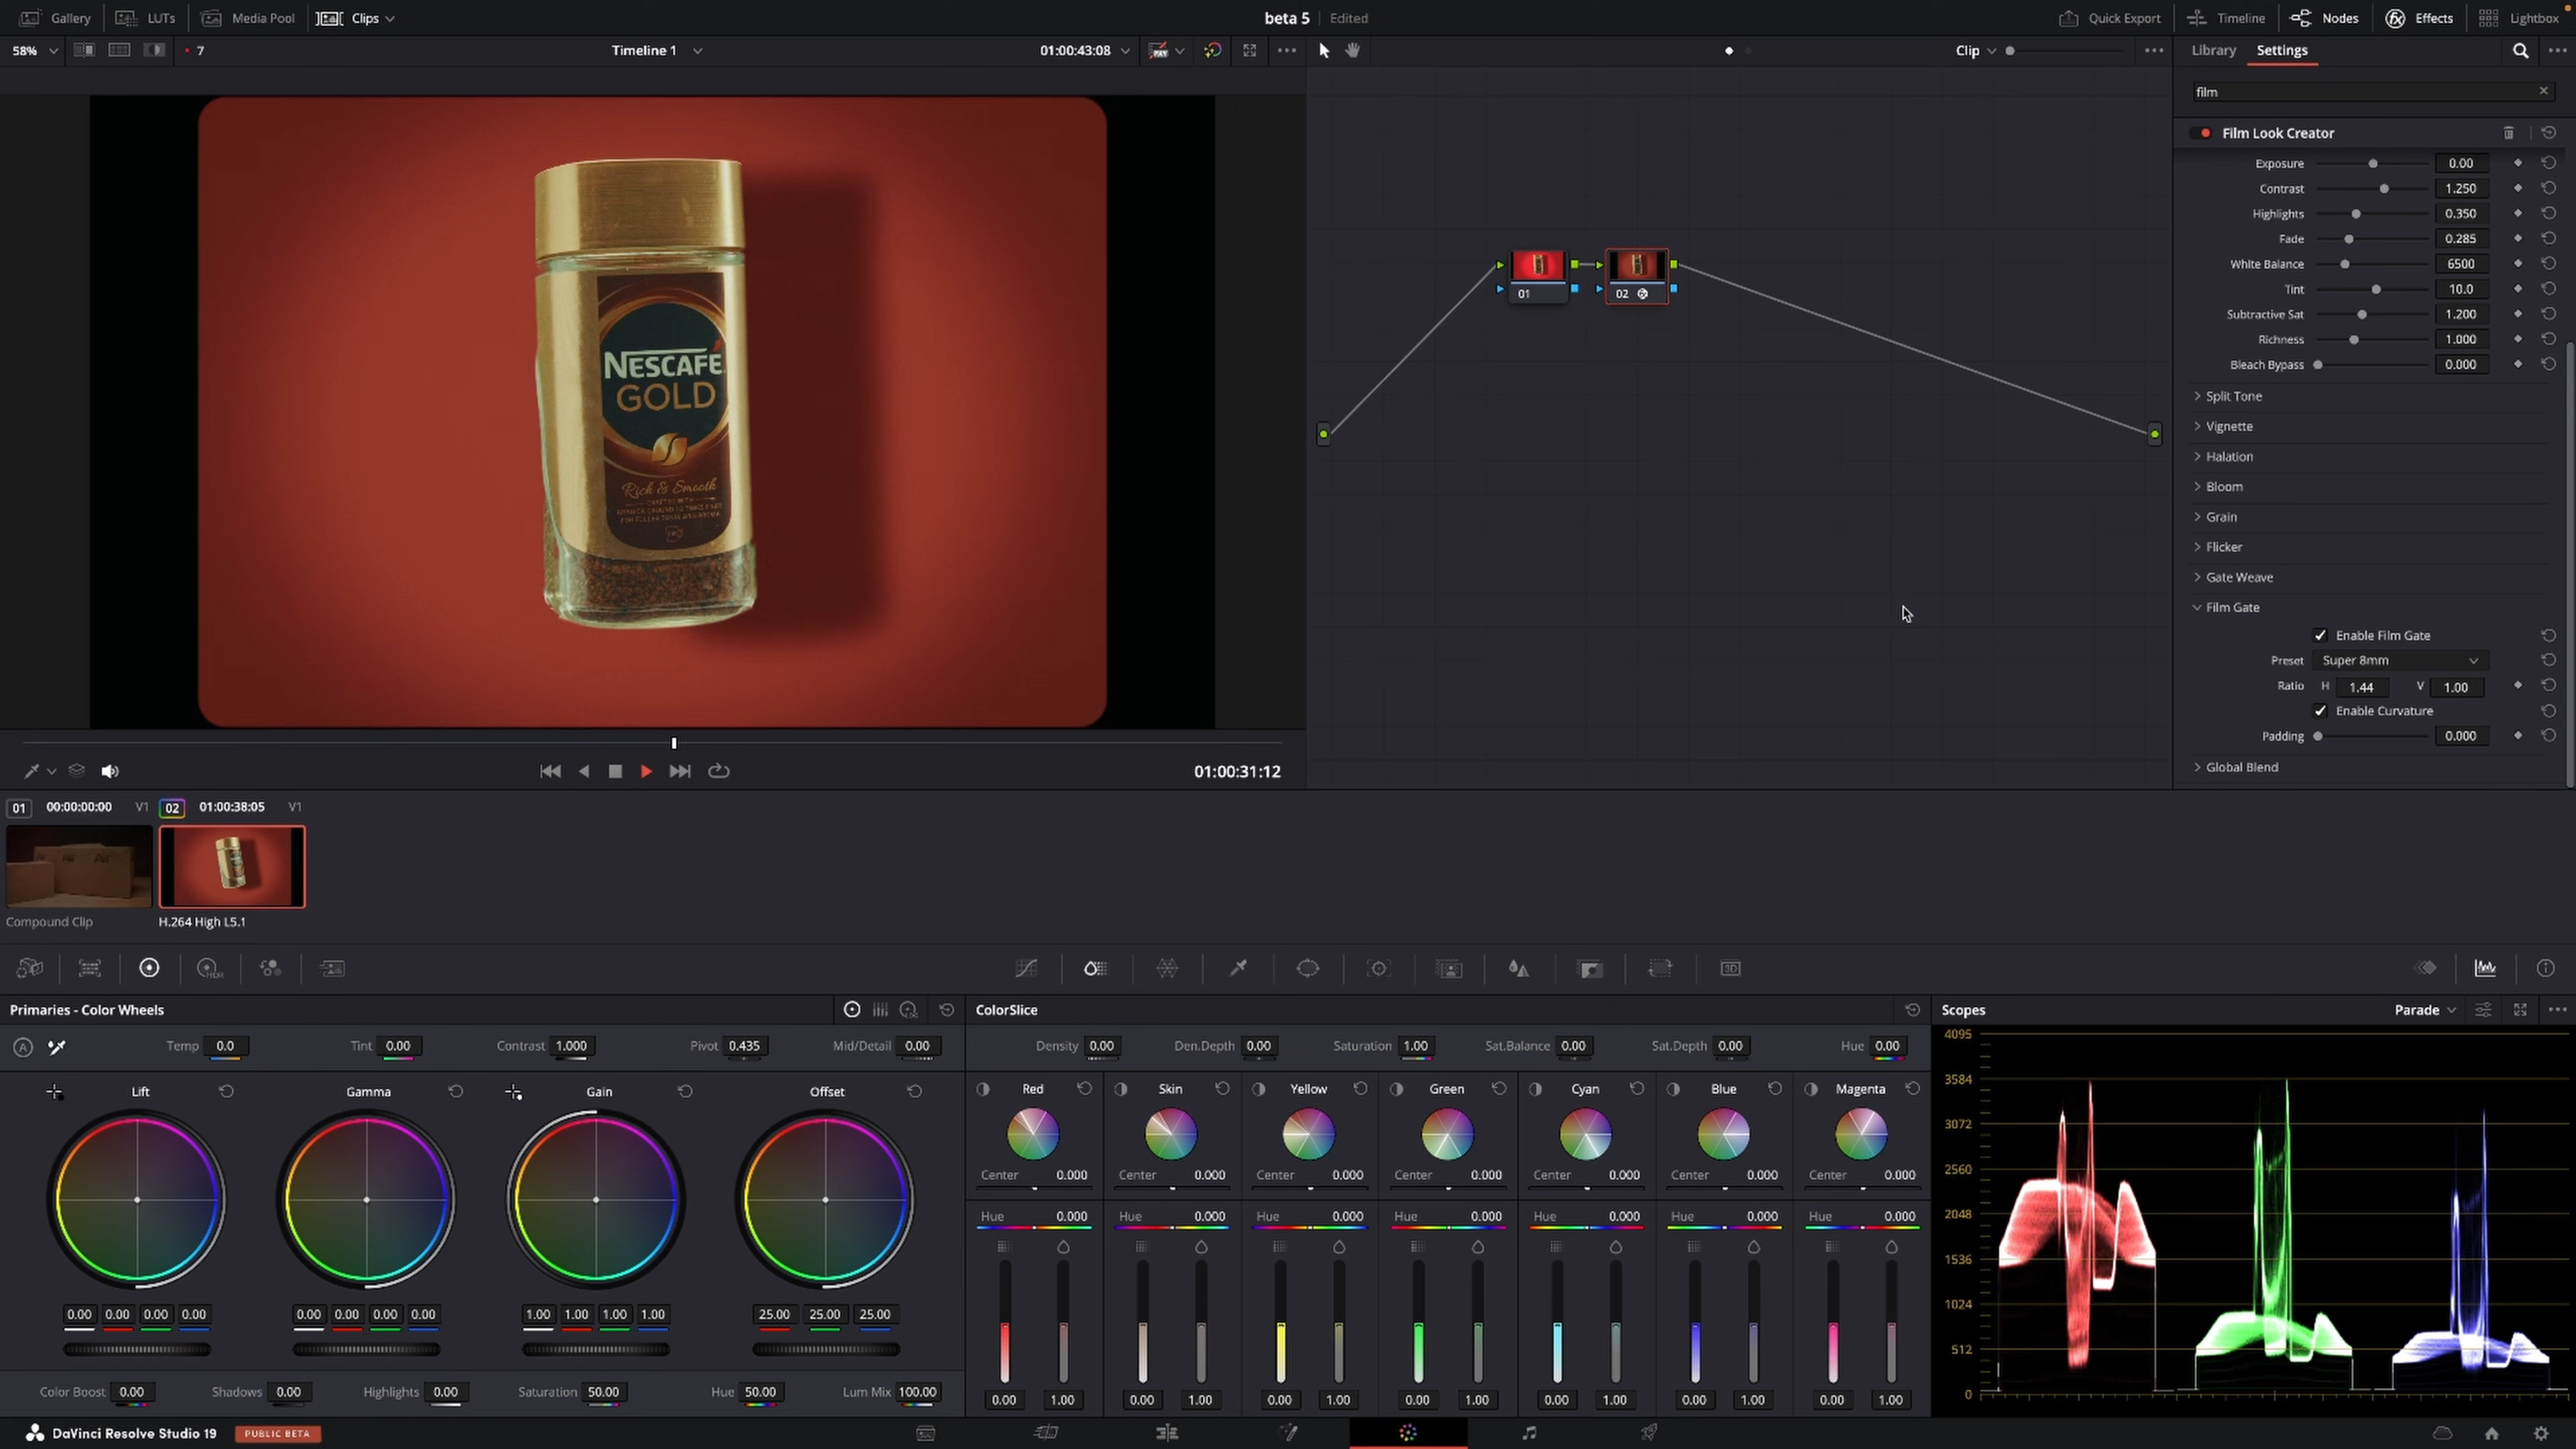 Gallery LUTs Media Pool Clips beta 5 Edited Quick Export Timeline Nodes Effects Lightbox
58% 7 Timeline 1 01:00:43:08 Clip Library Settings
film
Film Look Creator
Exposure 0.00
Contrast 1.250
Highlights 0.350
Fade 0.285
White Balance 6500
Tint 10.0
Subtractive Sat 1.200
Richness 1.000
Bleach Bypass 0.000
Split Tone
Vignette
Halation
Bloom
Grain
Flicker
Gate Weave
Film Gate
Enable Film Gate
Preset Super 8mm
Ratio H 1.44 V 1.00
Enable Curvature
Padding 0.000
Global Blend
NESCAFÉ
GOLD
Rich & Smooth
01 02
01:00:31:12
01 00:00:00:00 V1 02 01:00:38:05 V1
Compound Clip H.264 High L5.1
HDR 3D
Primaries - Color Wheels ColorSlice Scopes Parade
A Temp 0.0 Tint 0.00 Contrast 1.000 Pivot 0.435 Mid/Detail 0.00
Density 0.00 Den.Depth 0.00 Saturation 1.00 Sat.Balance 0.00 Sat.Depth 0.00 Hue 0.00
Lift Gamma Gain Offset
Red Skin Yellow Green Cyan Blue Magenta
Center 0.000 Center 0.000 Center 0.000 Center 0.000 Center 0.000 Center 0.000 Center 0.000
Hue 0.000 Hue 0.000 Hue 0.000 Hue 0.000 Hue 0.000 Hue 0.000 Hue 0.000
0.00 0.00 0.00 0.00 0.00 0.00 0.00 0.00 1.00 1.00 1.00 1.00 25.00 25.00 25.00
0.00 1.00 0.00 1.00 0.00 1.00 0.00 1.00 0.00 1.00 0.00 1.00 0.00 1.00
Color Boost 0.00 Shadows 0.00 Highlights 0.00 Saturation 50.00 Hue 50.00 Lum Mix 100.00
4095
3584
3072
2560
2048
1536
1024
512
0
DaVinci Resolve Studio 19 PUBLIC BETA